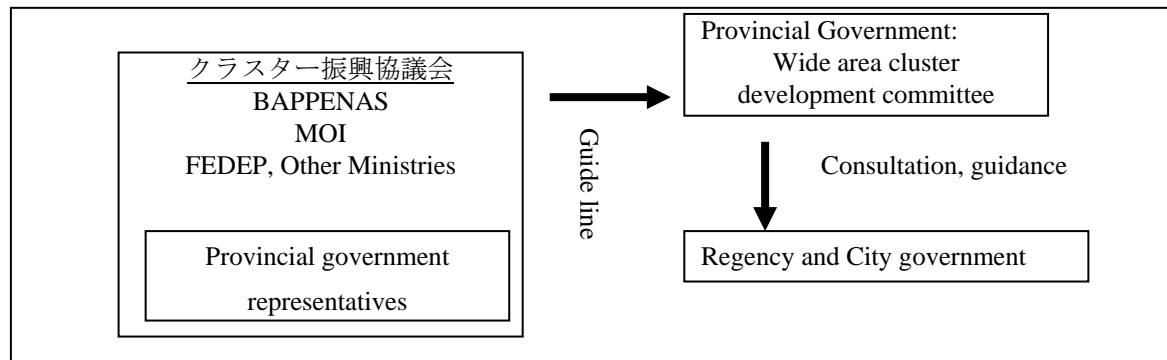 クラスター振興協議会
BAPPENAS
MOI
FEDEP, Other Ministries
Provincial government
representatives
Guide line
Provincial Government:
Wide area cluster
development committee
Consultation, guidance
Regency and City government